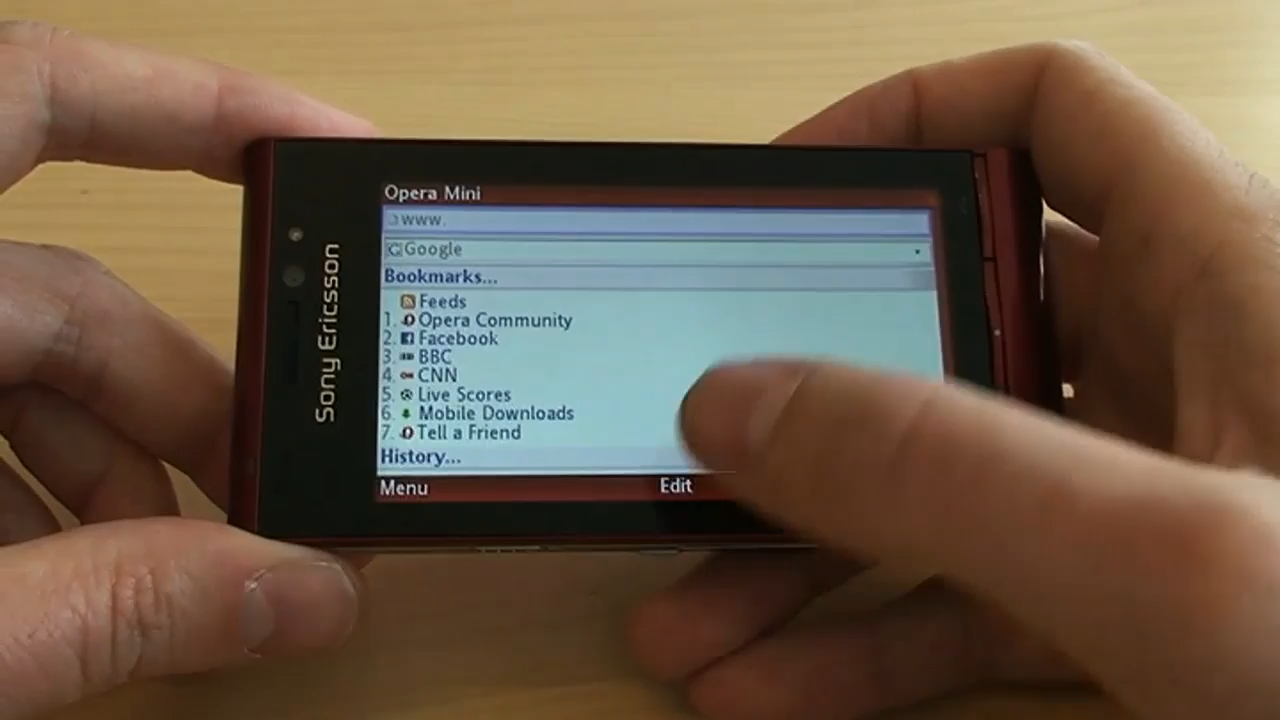 Sony Ericsson
Opera Mini
www.
Google
Bookmarks...
Feeds
1. Opera Community
2. Facebook
3. BBC
4. CNN
5. Live Scores
6. Mobile Downloads
7. Tell a Friend
History...
Menu Edit